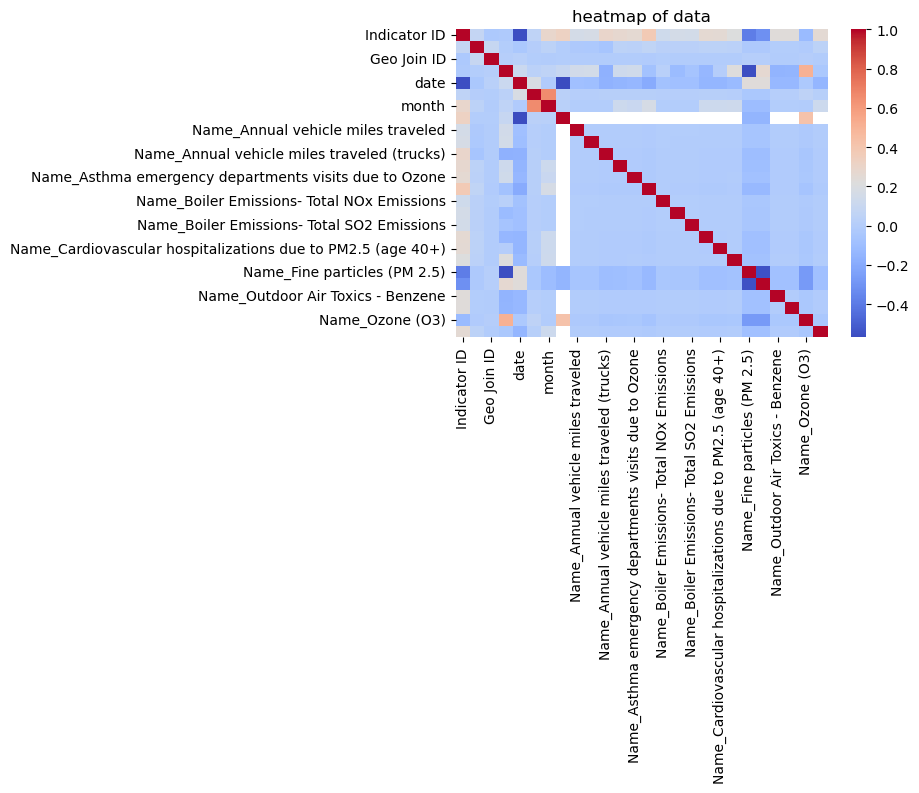 heatmap of data
Indicator ID
Geo Join ID
date
month
Name_Annual vehicle miles traveled
Name_Annual vehicle miles traveled (trucks)
Name_Asthma emergency departments visits due to Ozone
Name_Boiler Emissions- Total NOx Emissions
Name_Boiler Emissions- Total SO2 Emissions
Name_Cardiovascular hospitalizations due to PM2.5 (age 40+)
Name_Fine particles (PM 2.5)
Name_Outdoor Air Toxics - Benzene
Name_Ozone (O3)
Indicator ID
Geo Join ID
date
month
Name_Annual vehicle miles traveled
Name_Annual vehicle miles traveled (trucks)
Name_Asthma emergency departments visits due to Ozone
Name_Boiler Emissions- Total NOx Emissions
Name_Boiler Emissions- Total SO2 Emissions
Name_Cardiovascular hospitalizations due to PM2.5 (age 40+)
Name_Fine particles (PM 2.5)
Name_Outdoor Air Toxics - Benzene
Name_Ozone (O3)
1.0
0.8
0.6
0.4
0.2
0.0
−0.2
−0.4